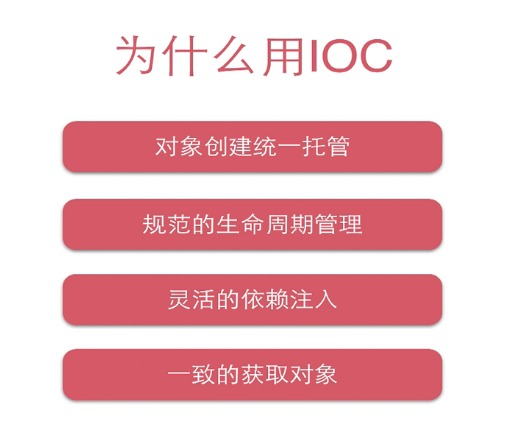 为什么用IOC
对象创建统一托管
规范的生命周期管理
灵活的依赖注入
一致的获取对象